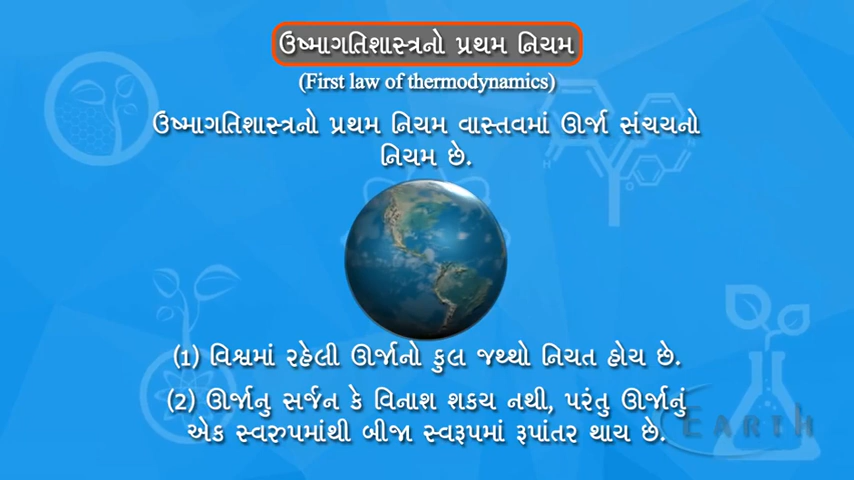 ઉષ્માગતિશાસ્ત્રનો પ્રથમ નિયમ
(First law of thermodynamics)
ઉષ્માગતિશાસ્ત્રનો પ્રથમ નિયમ વાસ્તવમાં ઊર્જા સંચયનો
નિયમ છે.
(1) વિશ્વમાં રહેલી ઊર્જાનો કુલ જથ્થો નિયત હોય છે.
(2) ઊર્જાનુ સર્જન કે વિનાશ શક્ય નથી, પરંતુ ઊર્જાનું
એક સ્વરુપમાંથી બીજા સ્વરૂપમાં રૂપાંતર થાય છે.
EARTH
H
O